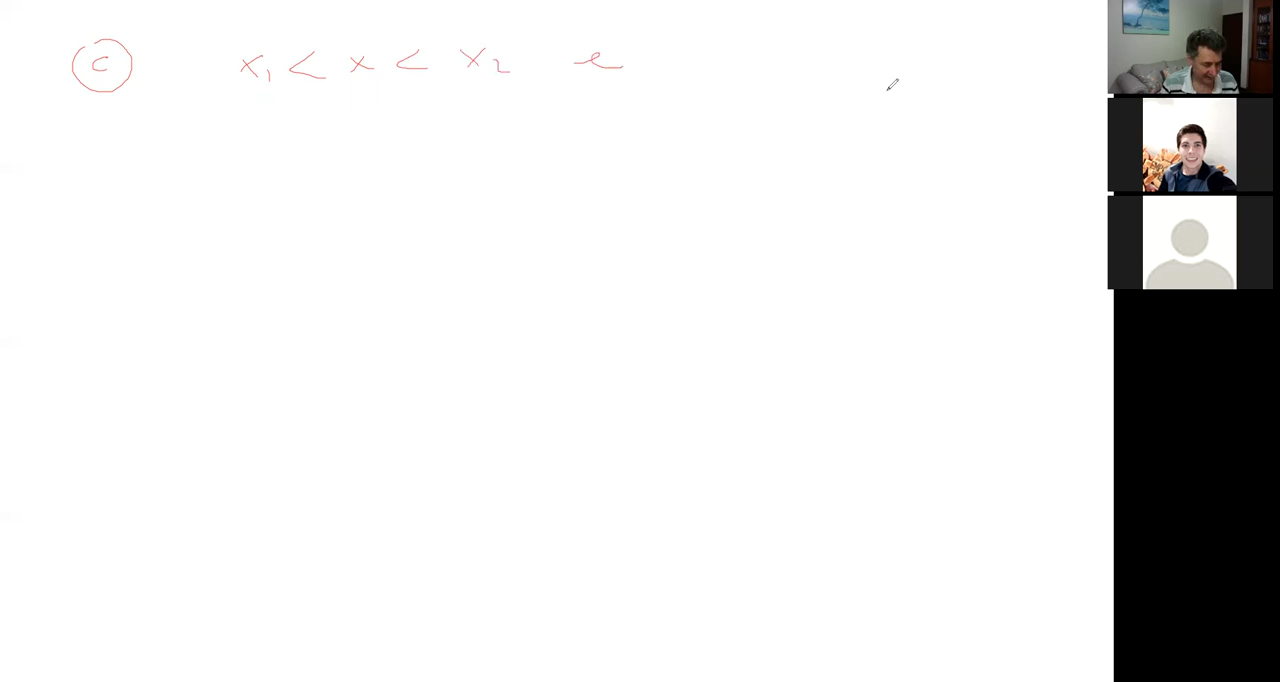 c x₁ < x < x₂ e